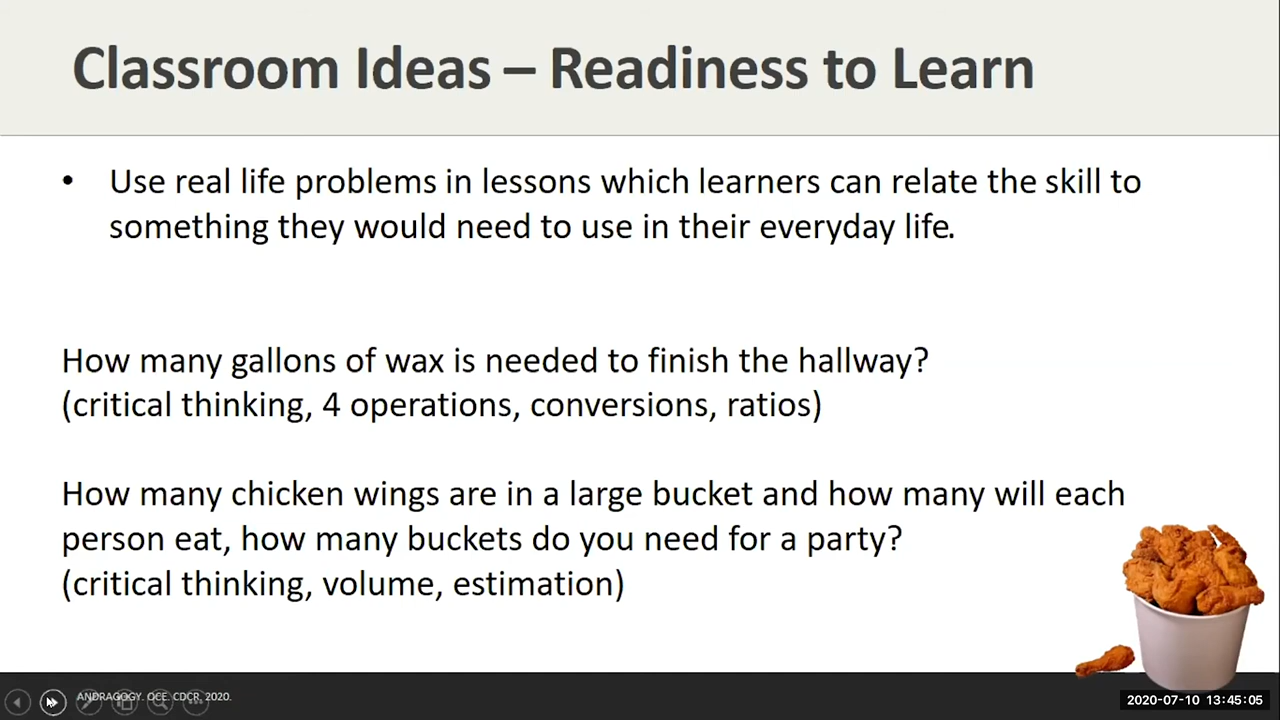 Classroom Ideas – Readiness to Learn
• Use real life problems in lessons which learners can relate the skill to
something they would need to use in their everyday life.
How many gallons of wax is needed to finish the hallway?
(critical thinking, 4 operations, conversions, ratios)
How many chicken wings are in a large bucket and how many will each
person eat, how many buckets do you need for a party?
(critical thinking, volume, estimation)
ANDRAGOGY. OCE. CDCR. 2020.
2020-07-10 13:45:05